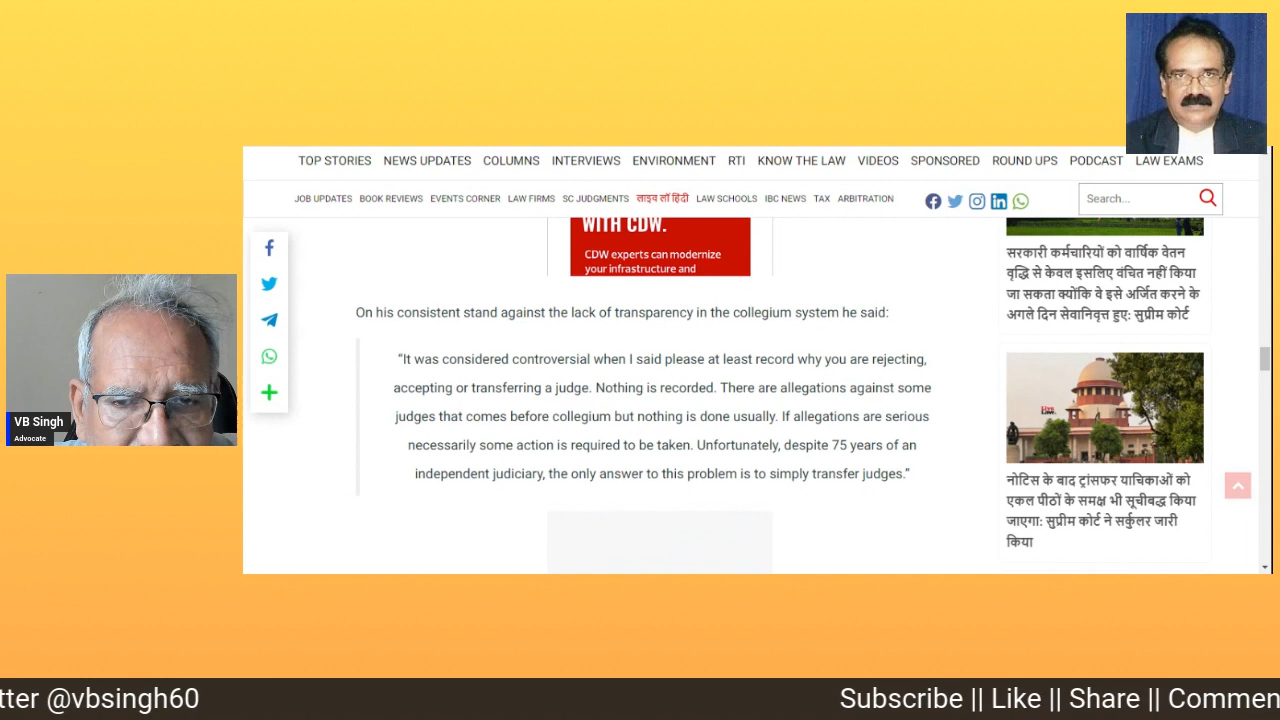 TOP STORIES NEWS UPDATES COLUMNS INTERVIEWS ENVIRONMENT RTI KNOW THE LAW VIDEOS SPONSORED ROUND UPS PODCAST LAW EXAMS
JOB UPDATES BOOK REVIEWS EVENTS CORNER LAW FIRMS SC JUDGMENTS लाइव लॉ हिंदी LAW SCHOOLS IBC NEWS TAX ARBITRATION
Search...
WITH CDW.
CDW experts can modernize
your infrastructure and
On his consistent stand against the lack of transparency in the collegium system he said:
“It was considered controversial when I said please at least record why you are rejecting,
accepting or transferring a judge. Nothing is recorded. There are allegations against some
judges that comes before collegium but nothing is done usually. If allegations are serious
necessarily some action is required to be taken. Unfortunately, despite 75 years of an
independent judiciary, the only answer to this problem is to simply transfer judges.”
सरकारी कर्मचारियों को वार्षिक वेतन
वृद्धि से केवल इसलिए वंचित नहीं किया
जा सकता क्योंकि वे इसे अर्जित करने के
अगले दिन सेवानिवृत्त हुए: सुप्रीम कोर्ट
Live
Law
नोटिस के बाद ट्रांसफर याचिकाओं को
एकल पीठों के समक्ष भी सूचीबद्ध किया
जाएगा: सुप्रीम कोर्ट ने सर्कुलर जारी
किया
VB Singh
Advocate
tter @vbsingh60
Subscribe || Like || Share || Commen